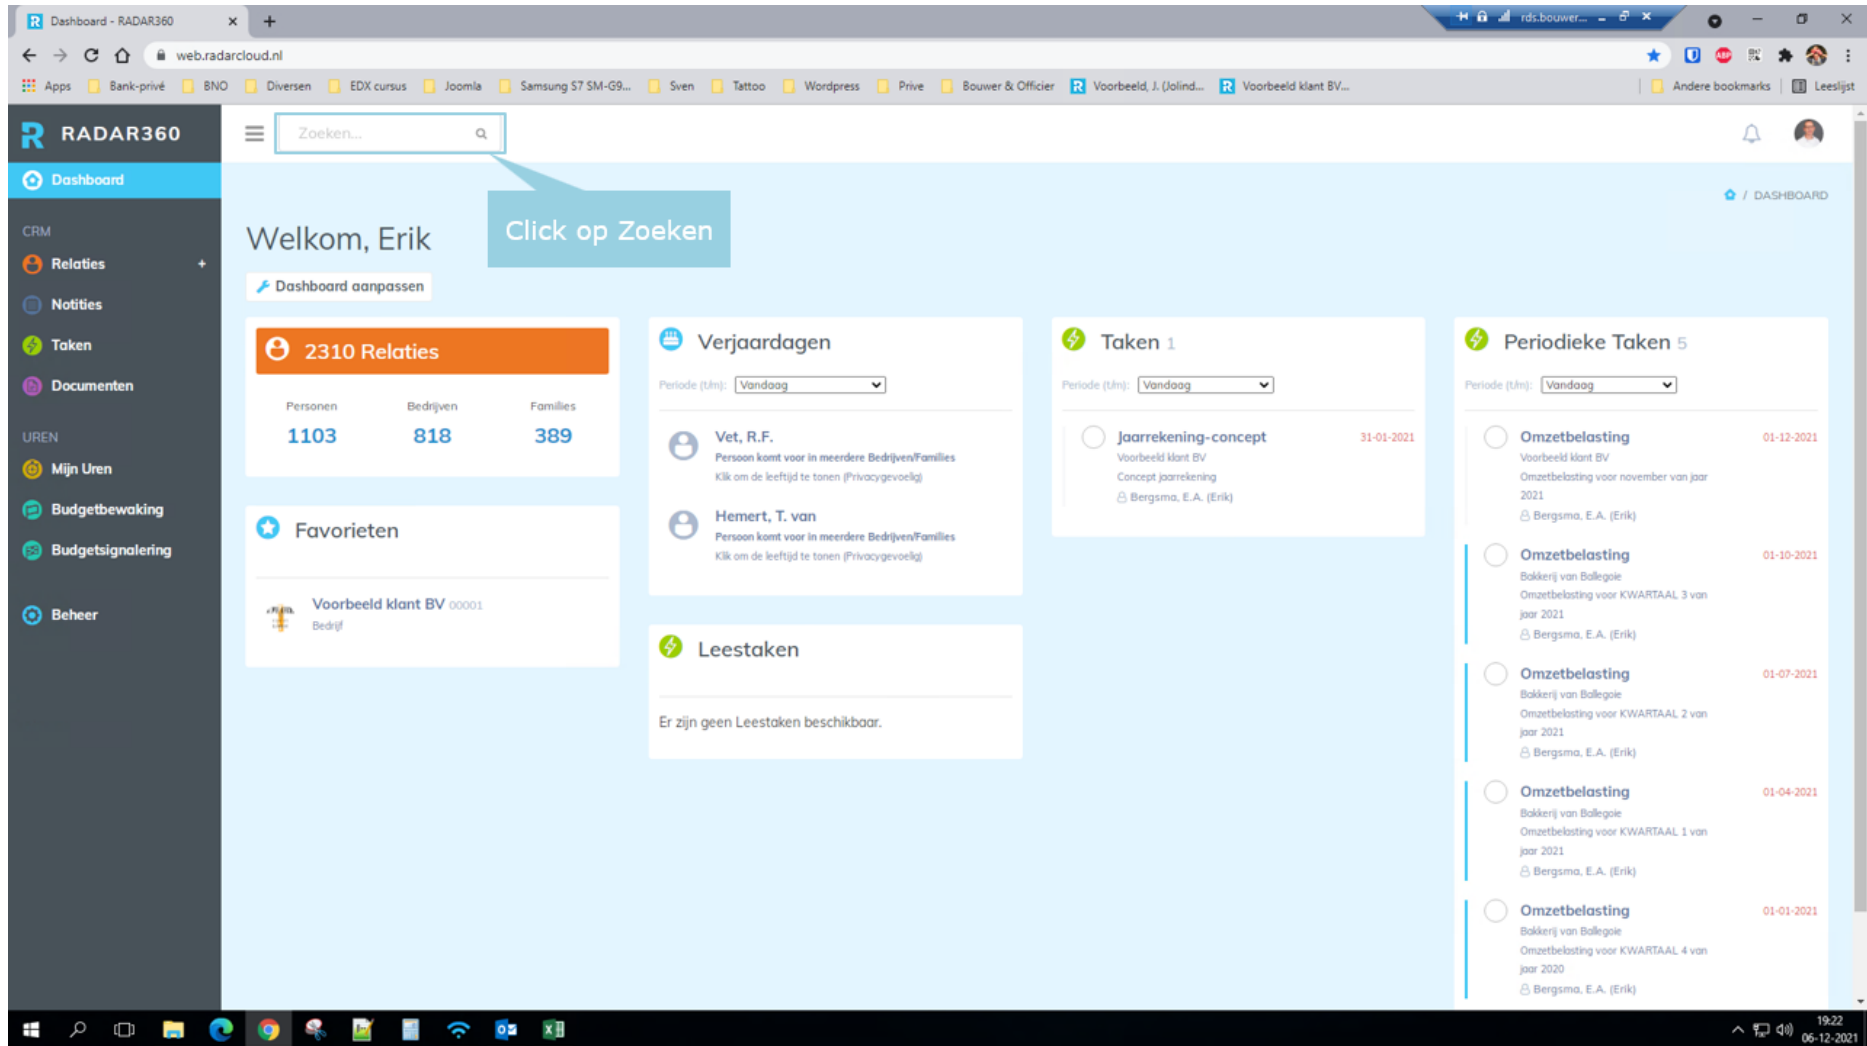 Dashboard - RADAR360
rds.bouwer...
web.radarcloud.nl
Apps Bank-privé BNO Diversen EDX cursus Joomla Samsung S7 SM-G9... Sven Tattoo Wordpress Prive Bouwer & Officier Voorbeeld, J. (Jolind... Voorbeeld klant BV... Andere bookmarks Leeslijst
RADAR360
Zoeken...
Dashboard
/ DASHBOARD
Click op Zoeken
CRM
Relaties +
Notities
Taken
Documenten
UREN
Mijn Uren
Budgetbewaking
Budgetsignalering
Beheer
Welkom, Erik
Dashboard aanpassen
2310 Relaties
Personen Bedrijven Families
1103 818 389
Favorieten
Voorbeeld klant BV 00001
Bedrijf
Verjaardagen
Periode (t/m): Vandaag
Vet, R.F.
Persoon komt voor in meerdere Bedrijven/Families
Klik om de leeftijd te tonen (Privacygevoelig)
Hemert, T. van
Persoon komt voor in meerdere Bedrijven/Families
Klik om de leeftijd te tonen (Privacygevoelig)
Leestaken
Er zijn geen Leestaken beschikbaar.
Taken 1
Periode (t/m): Vandaag
Jaarrekening-concept 31-01-2021
Voorbeeld klant BV
Concept jaarrekening
Bergsma, E.A. (Erik)
Periodieke Taken 5
Periode (t/m): Vandaag
Omzetbelasting 01-12-2021
Voorbeeld klant BV
Omzetbelasting voor november van jaar
2021
Bergsma, E.A. (Erik)
Omzetbelasting 01-10-2021
Bakkerij van Ballegoie
Omzetbelasting voor KWARTAAL 3 van
jaar 2021
Bergsma, E.A. (Erik)
Omzetbelasting 01-07-2021
Bakkerij van Ballegoie
Omzetbelasting voor KWARTAAL 2 van
jaar 2021
Bergsma, E.A. (Erik)
Omzetbelasting 01-04-2021
Bakkerij van Ballegoie
Omzetbelasting voor KWARTAAL 1 van
jaar 2021
Bergsma, E.A. (Erik)
Omzetbelasting 01-01-2021
Bakkerij van Ballegoie
Omzetbelasting voor KWARTAAL 4 van
jaar 2020
Bergsma, E.A. (Erik)
19:22
06-12-2021